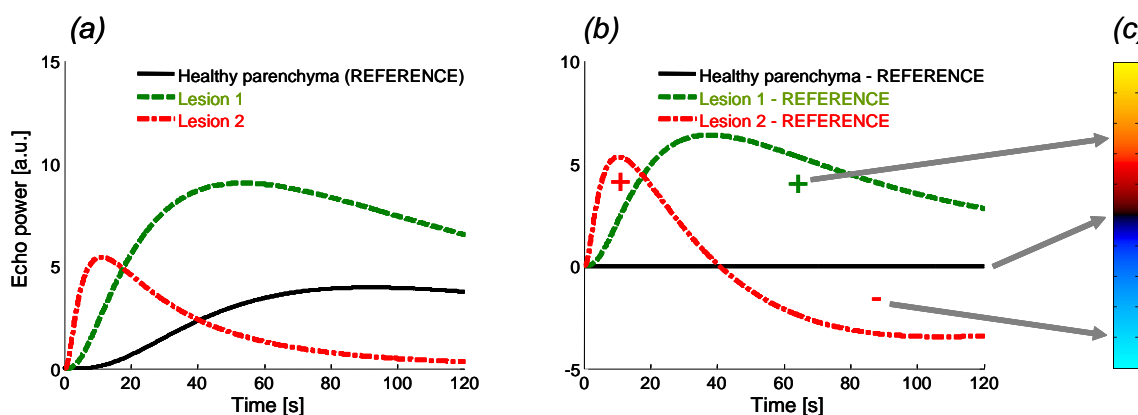 (a)
15
10
5
0
Echo power [a.u.]
Healthy parenchyma (REFERENCE)
Lesion 1
Lesion 2
0 20 40 60 80 100 120
Time [s]
(b)
10
5
0
-5
Healthy parenchyma - REFERENCE
Lesion 1 - REFERENCE
Lesion 2 - REFERENCE
+
+
-
0 20 40 60 80 100 120
Time [s]
(c)